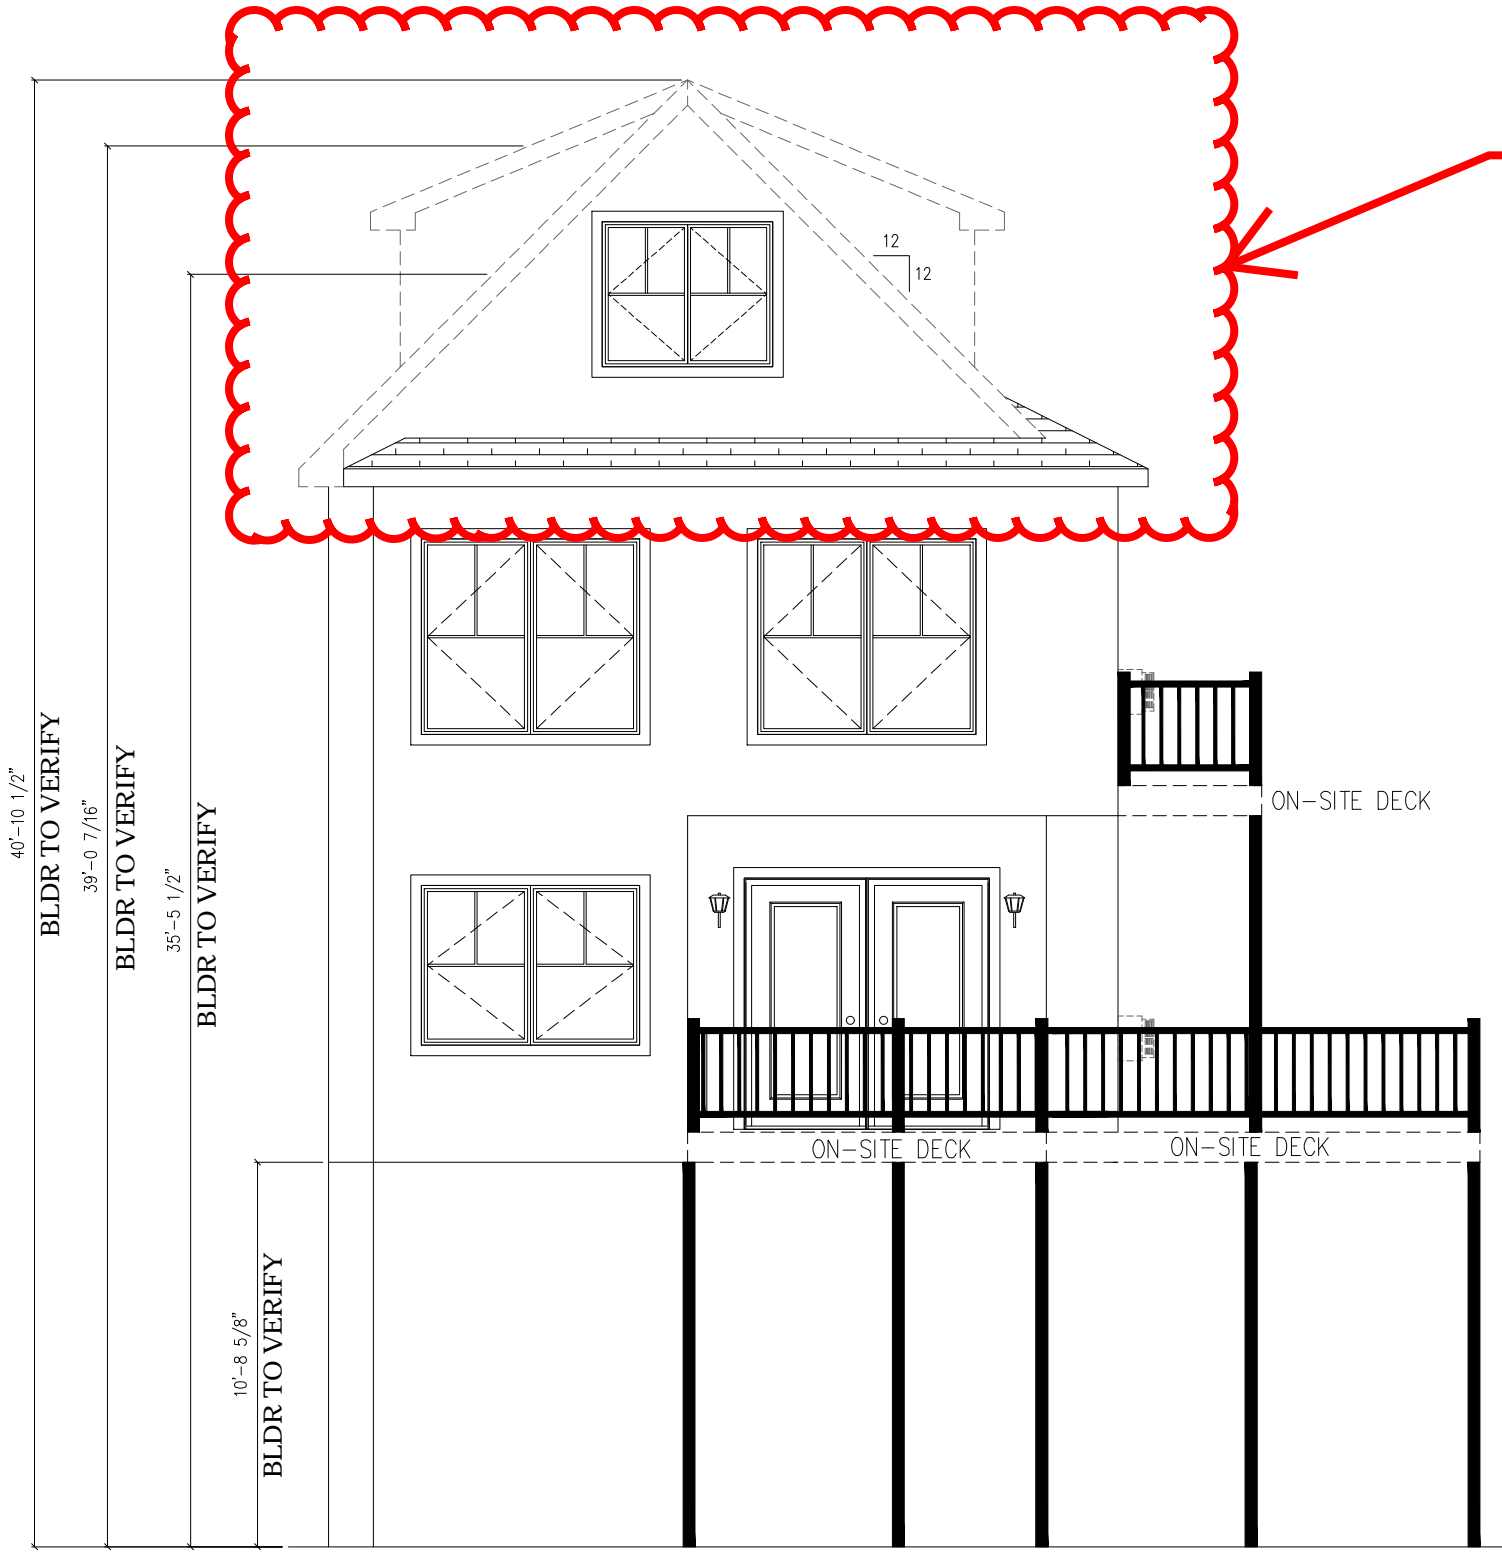 12
12
40'-10 1/2"
BLDR TO VERIFY
39'-0 7/16"
BLDR TO VERIFY
35'-5 1/2"
BLDR TO VERIFY
ON-SITE DECK
ON-SITE DECK
ON-SITE DECK
10'-8 5/8"
BLDR TO VERIFY